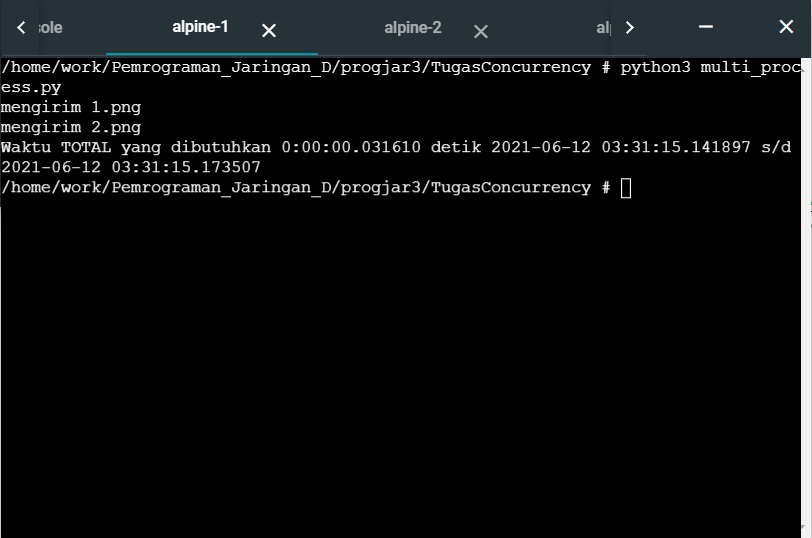 sole alpine-1 alpine-2 al
/home/work/Pemrograman_Jaringan_D/progjar3/TugasConcurrency # python3 multi_proc
ess.py
mengirim 1.png
mengirim 2.png
Waktu TOTAL yang dibutuhkan 0:00:00.031610 detik 2021-06-12 03:31:15.141897 s/d
2021-06-12 03:31:15.173507
/home/work/Pemrograman_Jaringan_D/progjar3/TugasConcurrency #